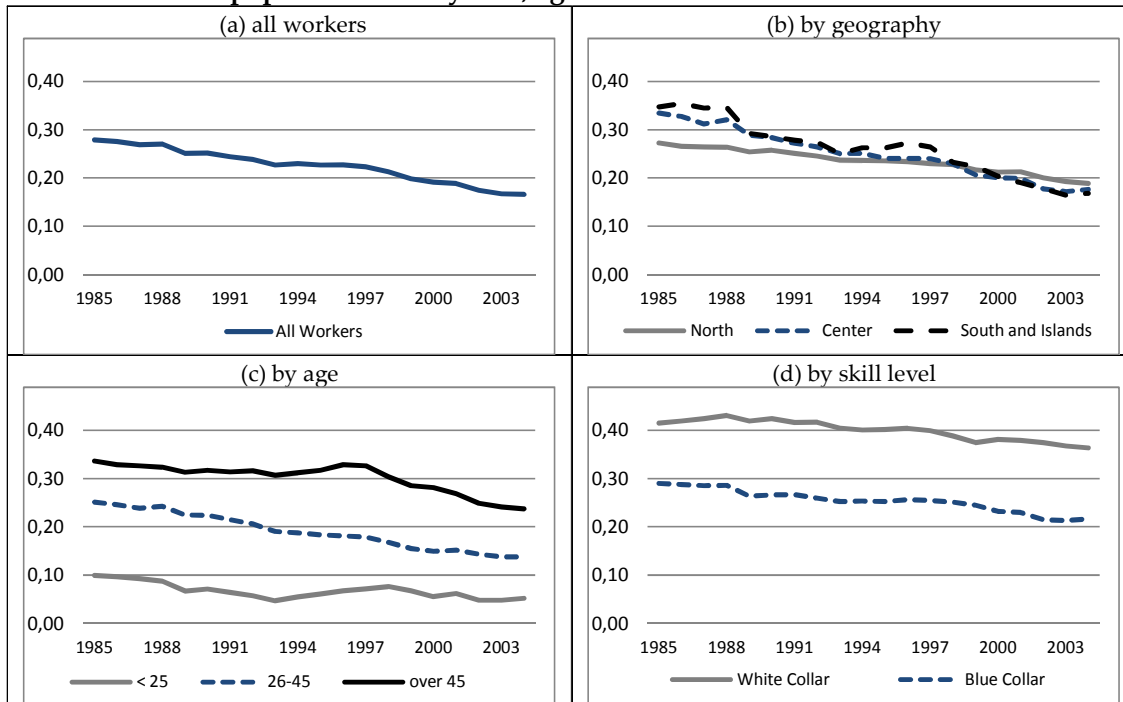 (a) all workers
0,40
0,30
0,20
0,10
0,00
1985 1988 1991 1994 1997 2000 2003
All Workers
(b) by geography
0,40
0,30
0,20
0,10
0,00
1985 1988 1991 1994 1997 2000 2003
North Center South and Islands
(c) by age
0,40
0,30
0,20
0,10
0,00
1985 1988 1991 1994 1997 2000 2003
< 25 26-45 over 45
(d) by skill level
0,40
0,30
0,20
0,10
0,00
1985 1988 1991 1994 1997 2000 2003
White Collar Blue Collar